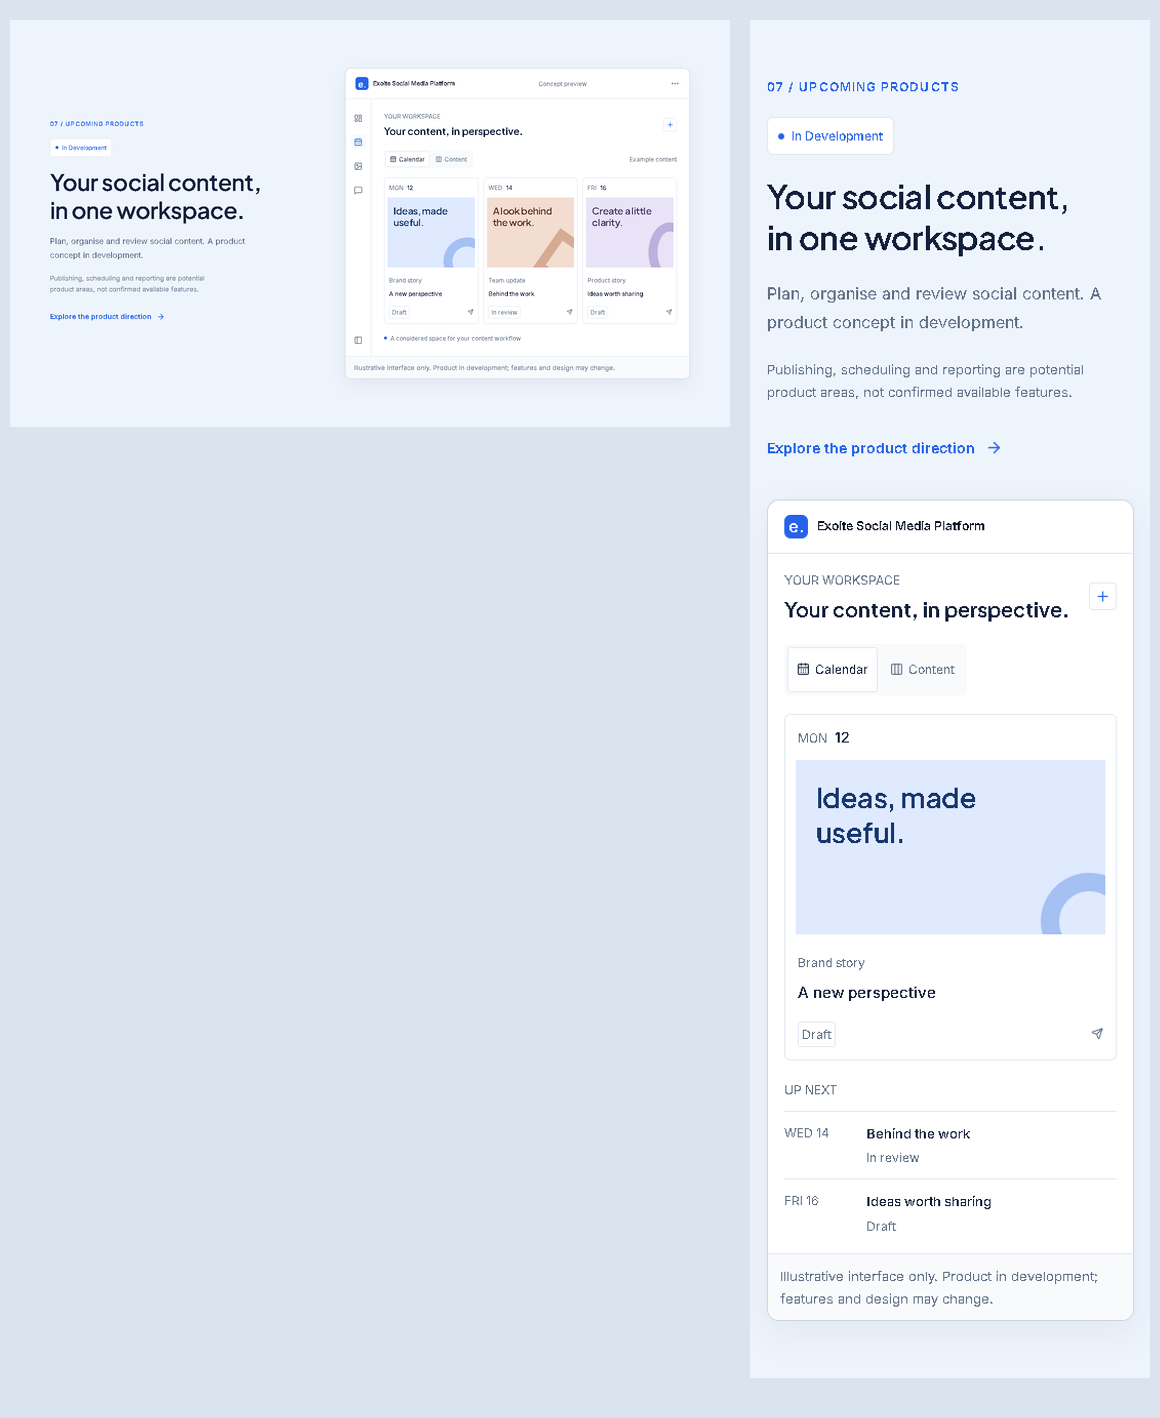 07 / UPCOMING PRODUCTS
In Development
Your social content,
in one workspace.
Plan, organise and review social content. A product
concept in development.
Publishing, scheduling and reporting are potential
product areas, not confirmed available features.
Explore the product direction
e. Exolte Social Media Platform
Concept preview
YOUR WORKSPACE
Your content, in perspective.
Calendar
Content
Example content
MON 12
Ideas, made
useful.
Brand story
A new perspective
Draft
WED 14
A look behind
the work.
Team update
Behind the work
In review
FRI 16
Create a little
clarity.
Product story
Ideas worth sharing
Draft
A considered space for your content workflow
Illustrative interface only. Product in development; features and design may change.
07 / UPCOMING PRODUCTS
In Development
Your social content,
in one workspace.
Plan, organise and review social content. A
product concept in development.
Publishing, scheduling and reporting are potential
product areas, not confirmed available features.
Explore the product direction
e. Exolte Social Media Platform
YOUR WORKSPACE
Your content, in perspective.
Calendar
Content
MON 12
Ideas, made
useful.
Brand story
A new perspective
Draft
UP NEXT
WED 14
Behind the work
In review
FRI 16
Ideas worth sharing
Draft
Illustrative interface only. Product in development;
features and design may change.